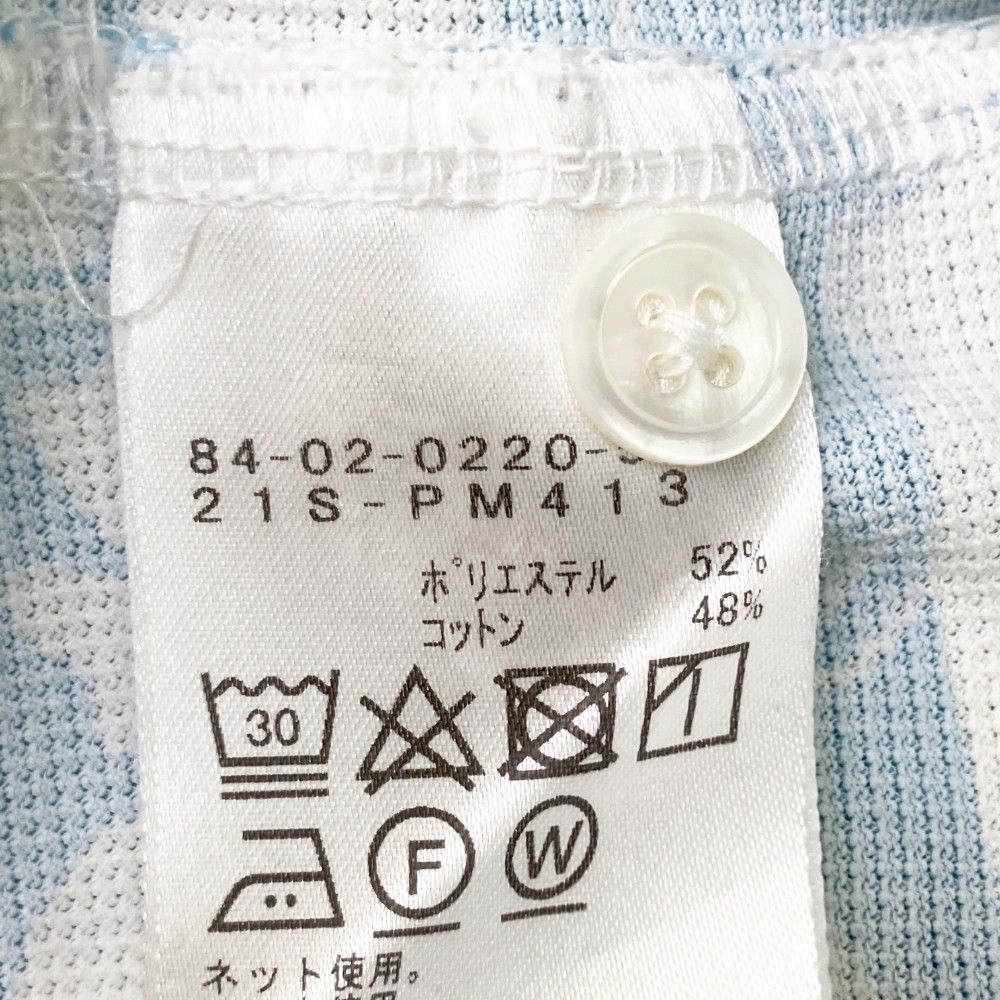 84-02-0220-
21S-PM413
ポリエステル 52%
コットン 48%
30
F W
ネット使用。